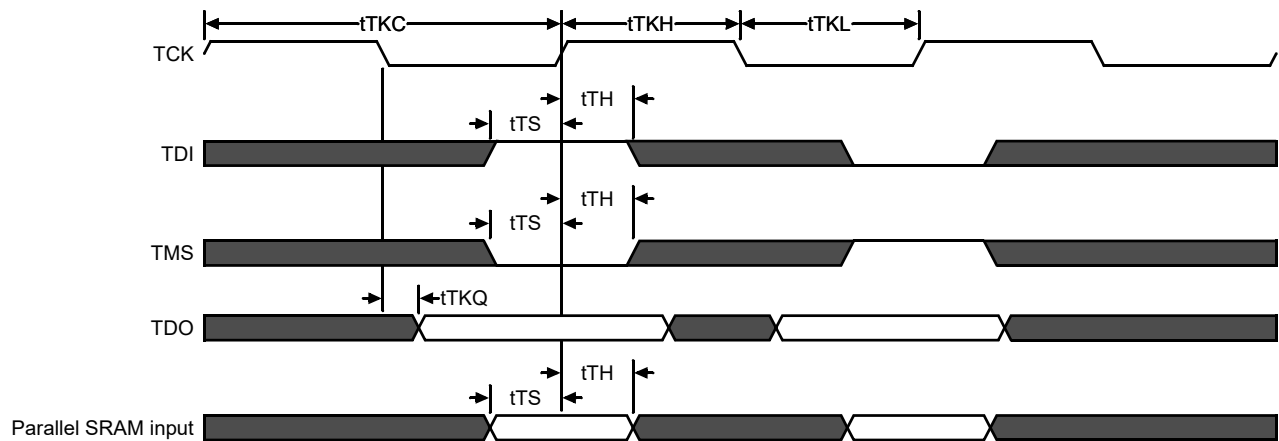 tTKC tTKH tTKL
TCK
tTH
tTS
TDI
tTH
tTS
TMS
tTKQ
TDO
tTH
tTS
Parallel SRAM input